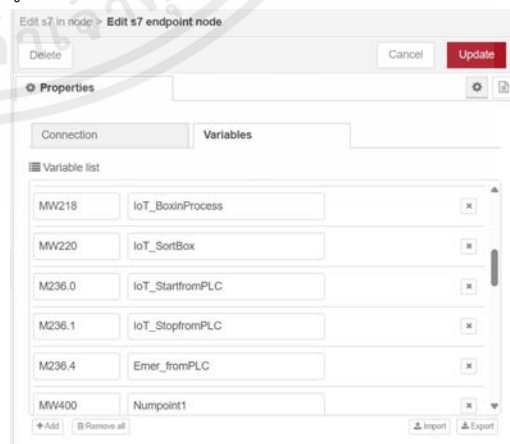 Edit s7 in node > Edit s7 endpoint node
Delete Cancel Update
Properties
Connection Variables
Variable list
MW218 IoT_BoxinProcess
MW220 IoT_SortBox
M236.0 IoT_StartfromPLC
M236.1 IoT_StopfromPLC
M236.4 Emer_fromPLC
MW400 Numpoint1
+Add Remove all Import Export